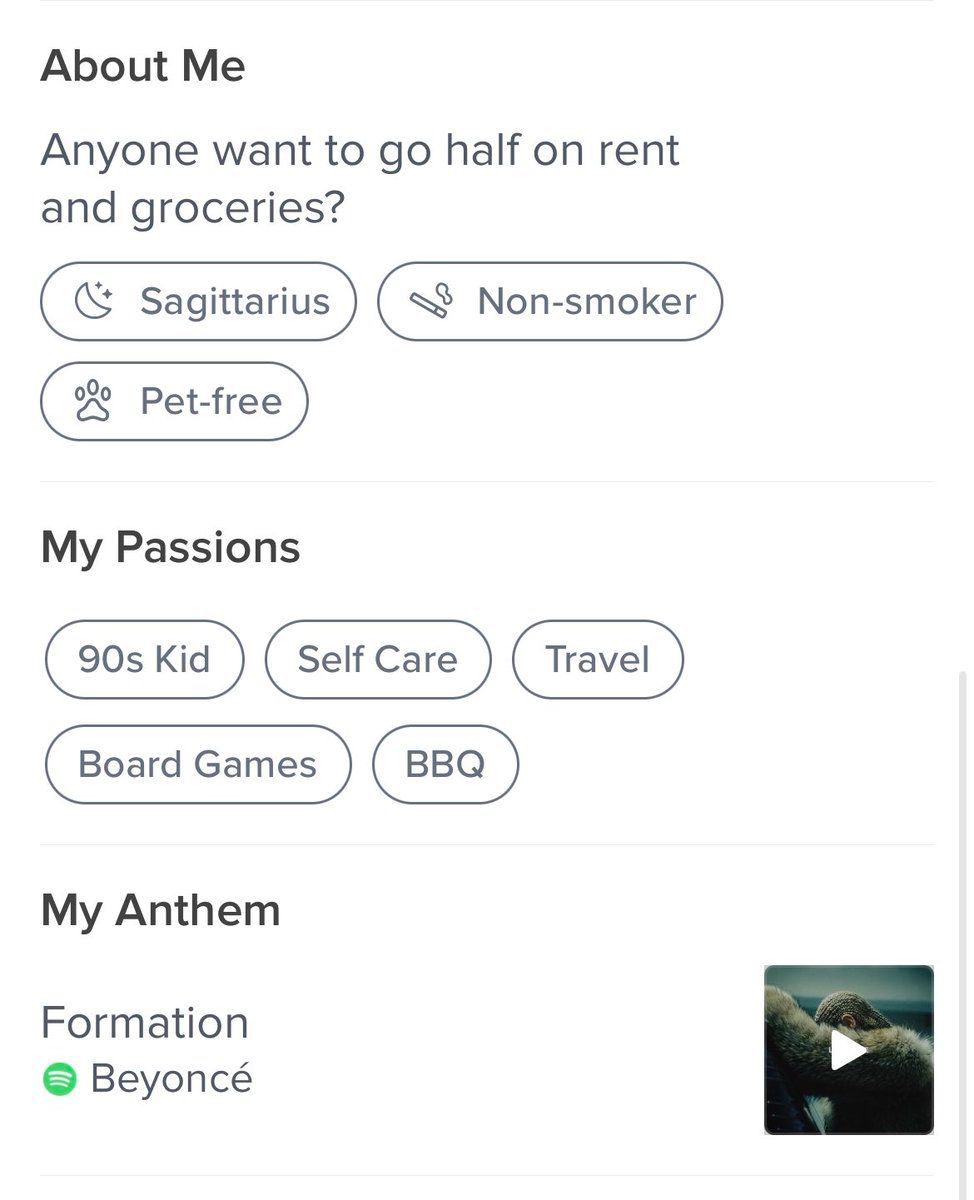 About Me
Anyone want to go half on rent
and groceries?
Sagittarius Non-smoker
Pet-free
My Passions
90s Kid Self Care Travel
Board Games BBQ
My Anthem
Formation
Beyoncé